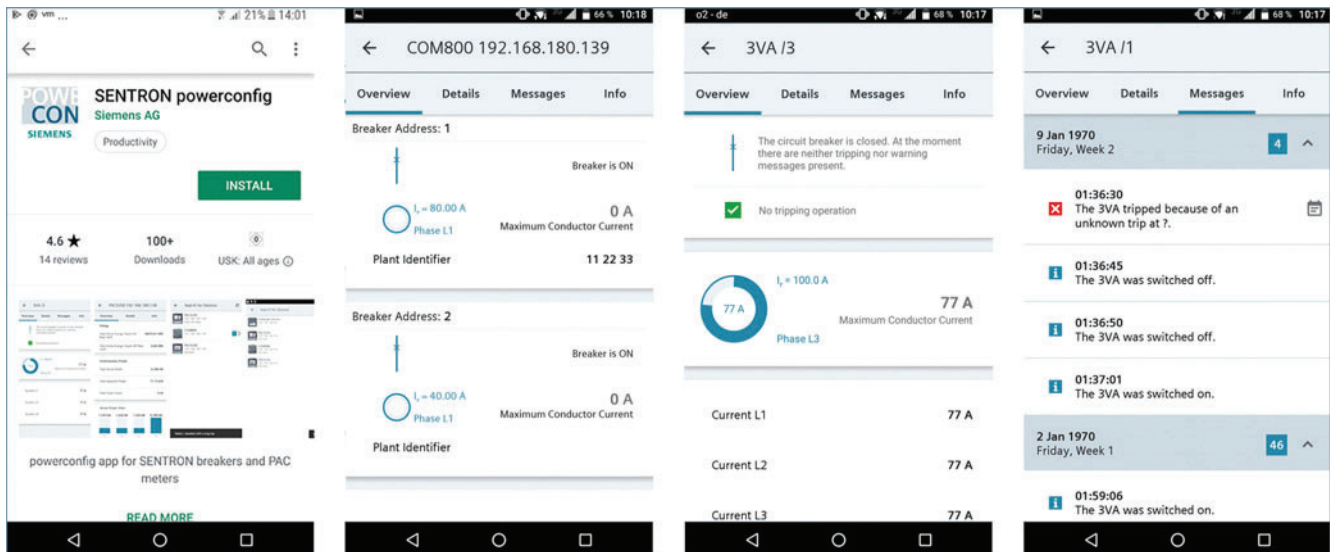 vm ...
21% 14:01
POWE
CON
SIEMENS
SENTRON powerconfig
Siemens AG
Productivity
INSTALL
4.6 ★
14 reviews
100+
Downloads
USK: All ages
powerconfig app for SENTRON breakers and PAC
meters
READ MORE
66% 10:18
COM800 192.168.180.139
Overview Details Messages Info
Breaker Address: 1
Breaker is ON
Ir = 80.00 A
Phase L1
0 A
Maximum Conductor Current
Plant Identifier 11 22 33
Breaker Address: 2
Breaker is ON
Ir = 40.00 A
Phase L1
0 A
Maximum Conductor Current
Plant Identifier
o2 - de
68% 10:17
3VA /3
Overview Details Messages Info
The circuit breaker is closed. At the moment
there are neither tripping nor warning
messages present.
No tripping operation
77 A
Ir = 100.0 A
Phase L3
77 A
Maximum Conductor Current
Current L1 77 A
Current L2 77 A
Current L3 77 A
68% 10:17
3VA /1
Overview Details Messages Info
9 Jan 1970
Friday, Week 2
4
01:36:30
The 3VA tripped because of an
unknown trip at ?.
01:36:45
The 3VA was switched off.
01:36:50
The 3VA was switched off.
01:37:01
The 3VA was switched on.
2 Jan 1970
Friday, Week 1
46
01:59:06
The 3VA was switched on.